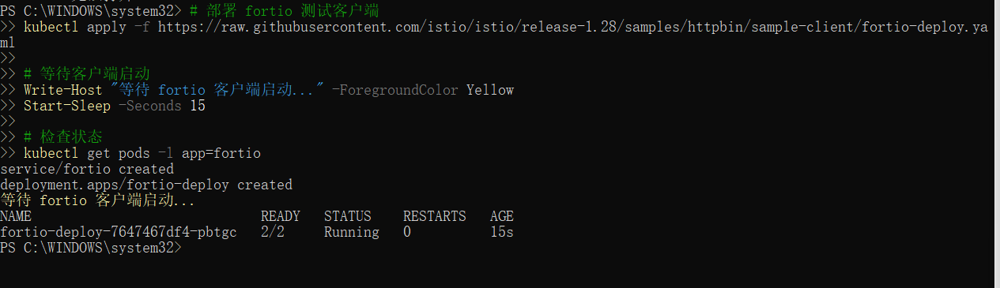 PS C:\WINDOWS\system32> # 部署 fortio 测试客户端
>> kubectl apply -f https://raw.githubusercontent.com/istio/istio/release-1.28/samples/httpbin/sample-client/fortio-deploy.ya
ml
>>
>> # 等待客户端启动
>> Write-Host "等待 fortio 客户端启动..." -ForegroundColor Yellow
>> Start-Sleep -Seconds 15
>>
>> # 检查状态
>> kubectl get pods -l app=fortio
service/fortio created
deployment.apps/fortio-deploy created
等待 fortio 客户端启动...
NAME                             READY   STATUS    RESTARTS   AGE
fortio-deploy-7647467df4-pbtgc   2/2     Running   0          15s
PS C:\WINDOWS\system32>